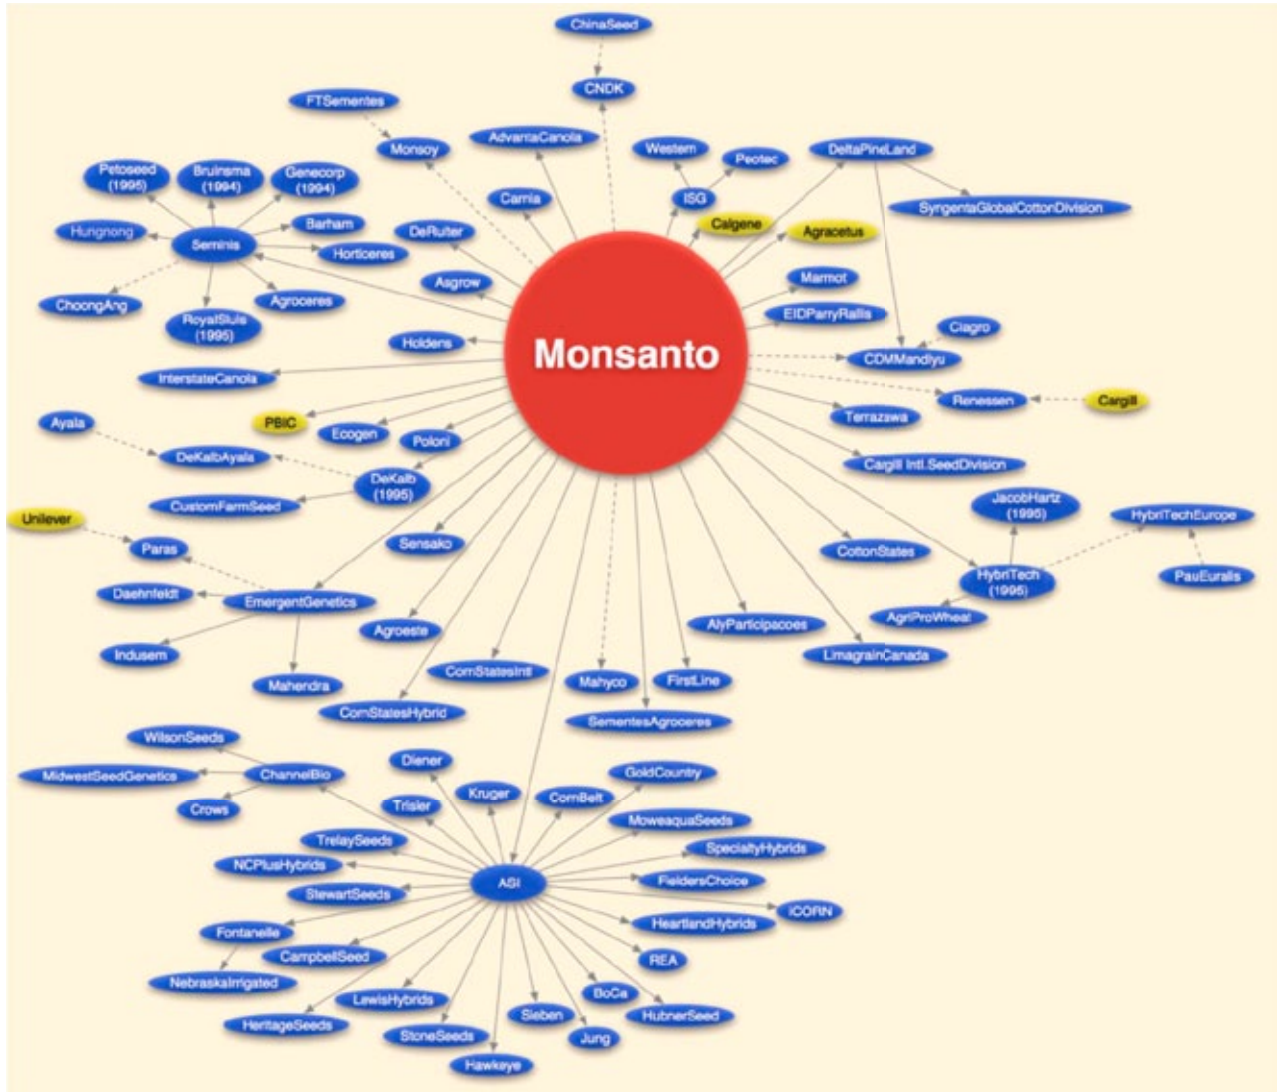 ChinaSeed
CNDK
FTSementes
Monsoy
AdvantaCanola
Western
Peotec
DeltaPineLand
ISG
Carnia
SyngentaGlobalCottonDivision
Calgene
Agracetus
Petoseed
(1995)
Bruinsma
(1994)
Genecorp
(1994)
Barham
Hungnong
Seminis
Horticeres
DeRuiter
Asgrow
ChoongAng
Agroceres
RoyalSluis
(1995)
Marmot
EIDParryRallis
Ciagro
CDMMandiyu
Holdens
Monsanto
InterstateCanola
Renessen
Cargill
PBIC
Ecogen
Poloni
Terrazawa
Ayala
DeKalbAyala
DeKalb
(1995)
CustomFarmSeed
Cargill Intl.SeedDivision
JacobHartz
(1995)
HybriTechEurope
Unilever
Paras
Sensako
CottonStates
HybriTech
(1995)
PauEuralis
Daehnfeldt
EmergentGenetics
AgriProWheat
Agroeste
AlyParticipacoes
Indusem
LimagrainCanada
Mahendra
CornStatesIntl
Mahyco
FirstLine
CornStatesHybrid
SementesAgroceres
WilsonSeeds
MidwestSeedGenetics
ChannelBio
Crows
Diener
Trisler
Kruger
CornBelt
GoldCountry
MoweaquaSeeds
TrelaySeeds
SpecialtyHybrids
NCPlusHybrids
StewartSeeds
ASI
FieldersChoice
ICORN
HeartlandHybrids
Fontanelle
CampbellSeed
REA
NebraskaIrrigated
LewisHybrids
BoCa
HeritageSeeds
StoneSeeds
Sieben
HubnerSeed
Jung
Hawkeye